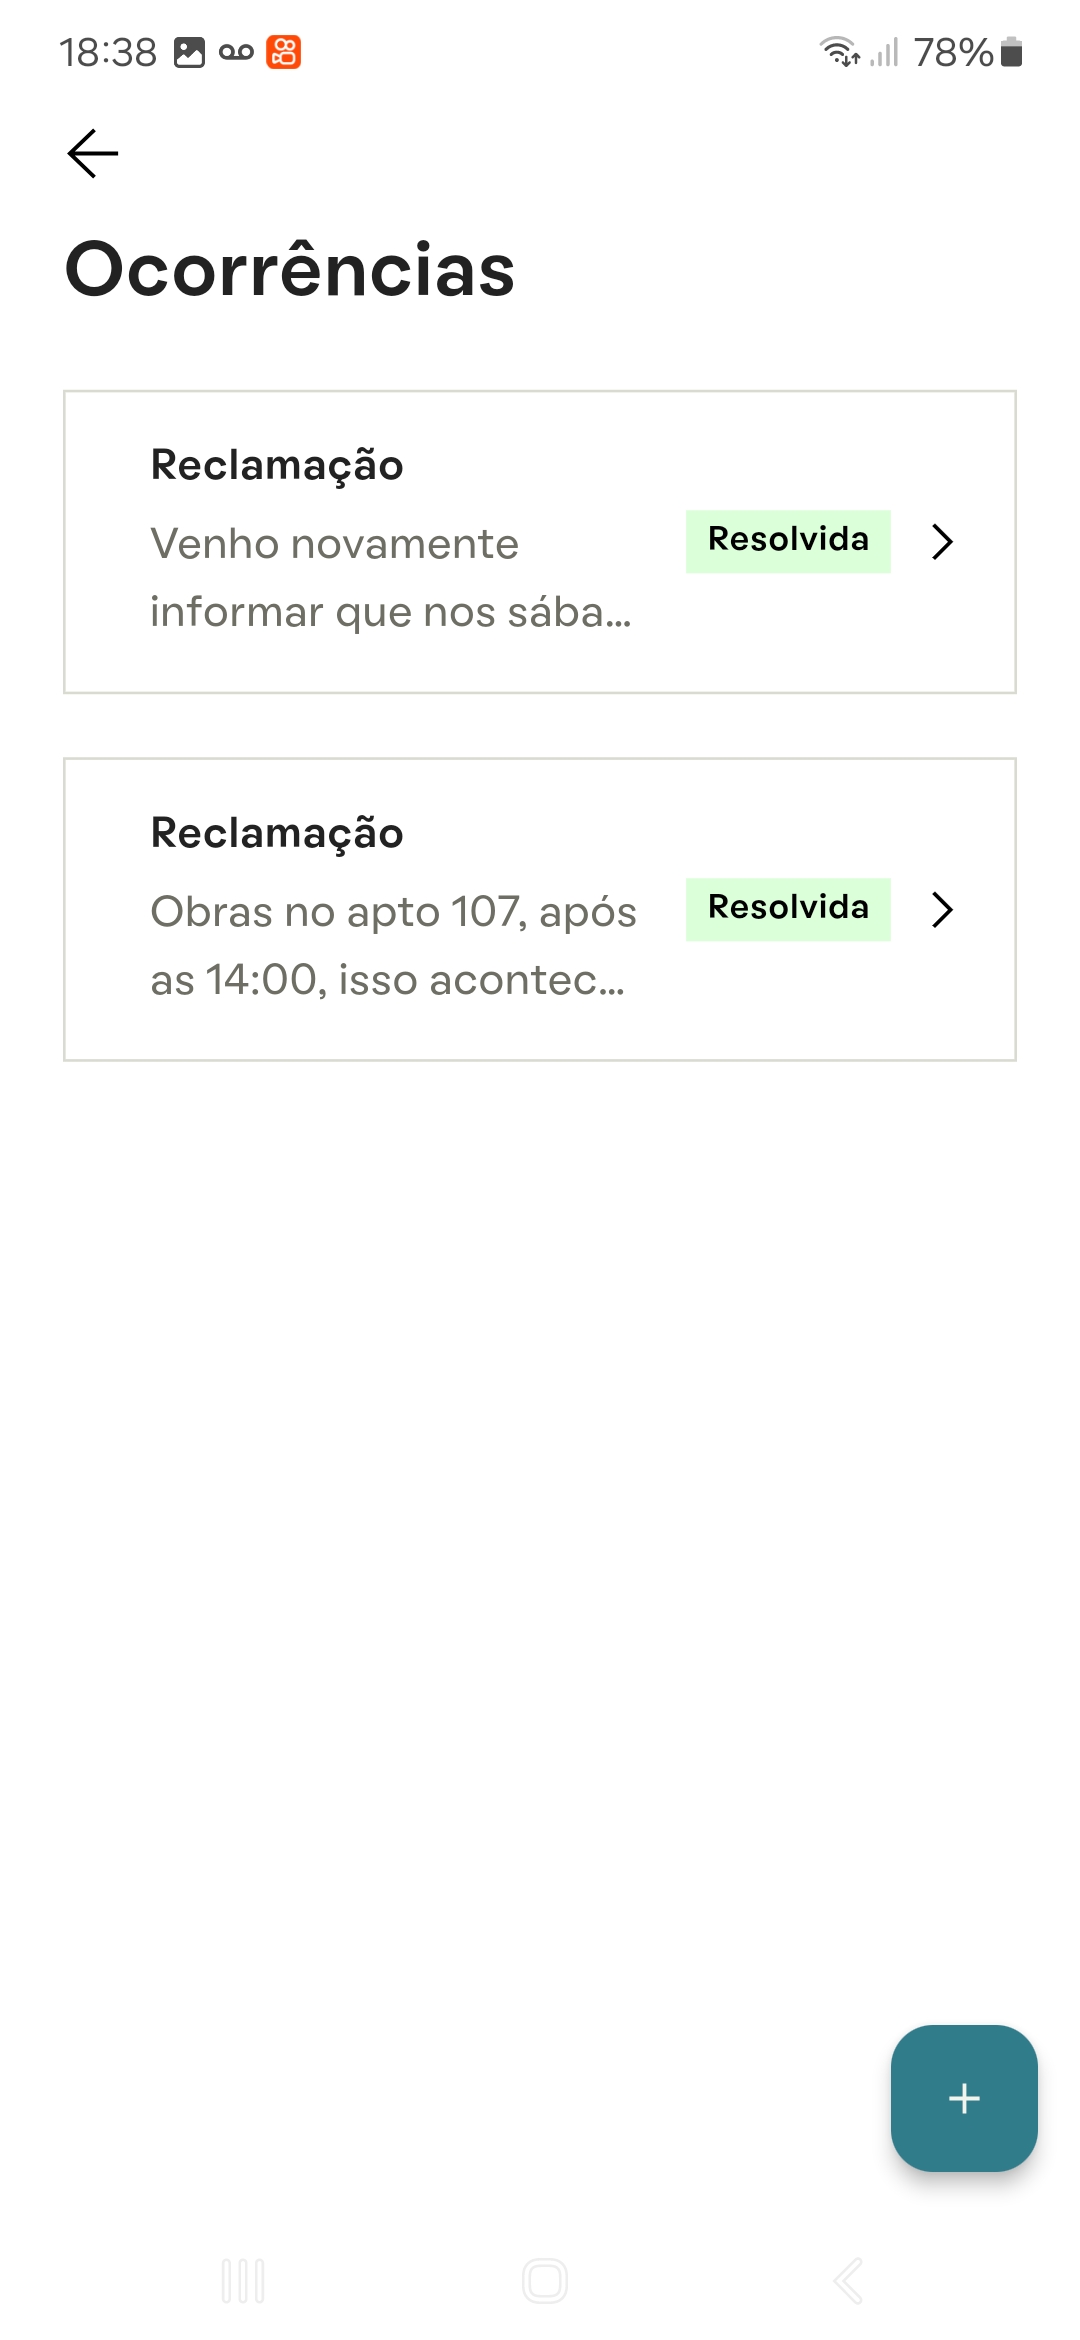 18:38
78%
Ocorrências
Reclamação
Venho novamente
informar que nos sába...
Resolvida
Reclamação
Obras no apto 107, após
as 14:00, isso acontec...
Resolvida